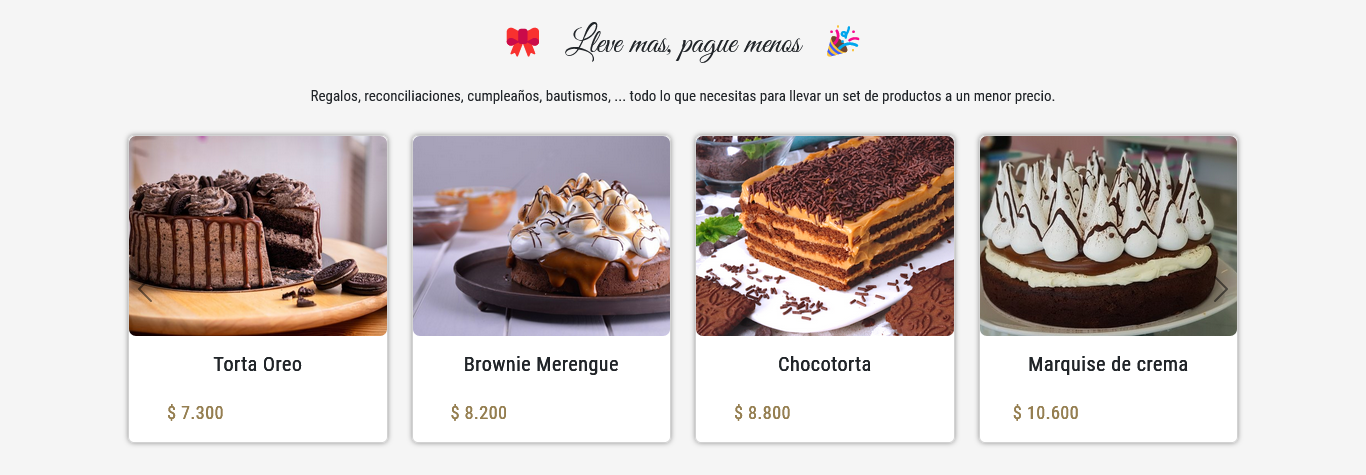 Lleve mas, pague menos
Regalos, reconciliaciones, cumpleaños, bautismos, ... todo lo que necesitas para llevar un set de productos a un menor precio.
Torta Oreo
Brownie Merengue
Chocotorta
Marquise de crema
$ 7.300
$ 8.200
$ 8.800
$ 10.600